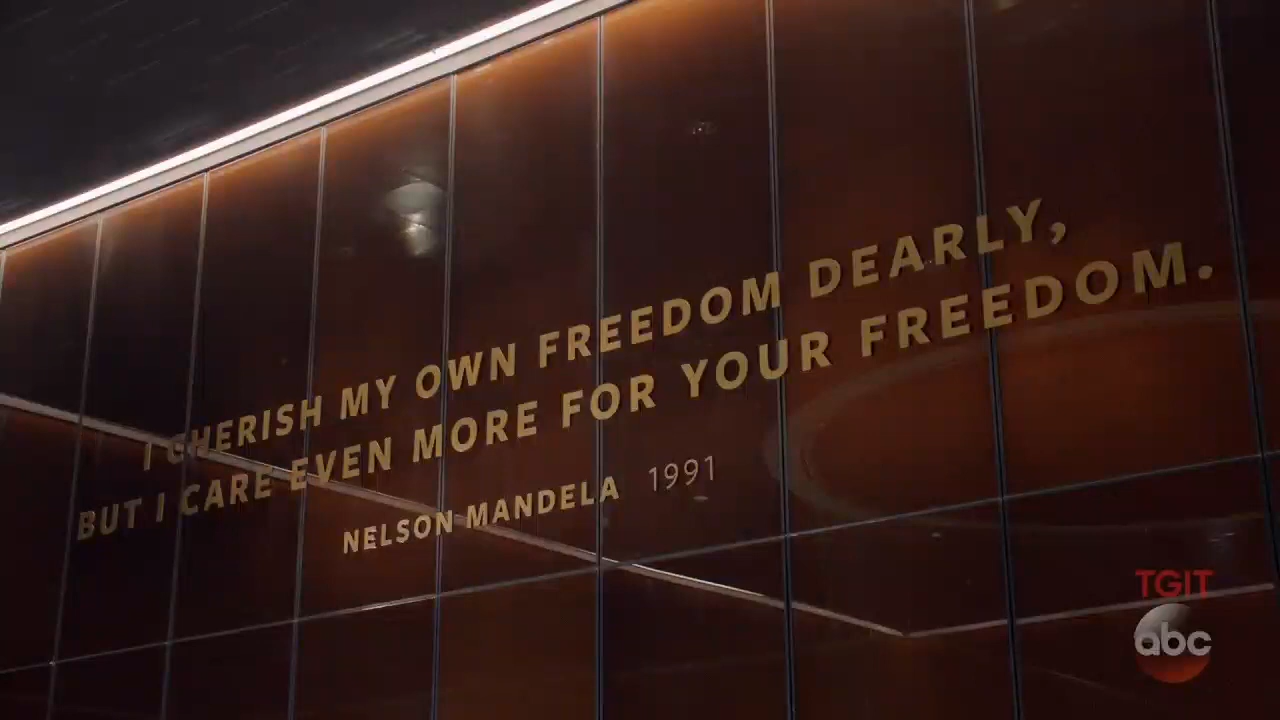 I CHERISH MY OWN FREEDOM DEARLY,
BUT I CARE EVEN MORE FOR YOUR FREEDOM.
NELSON MANDELA 1991
TGIT
abc